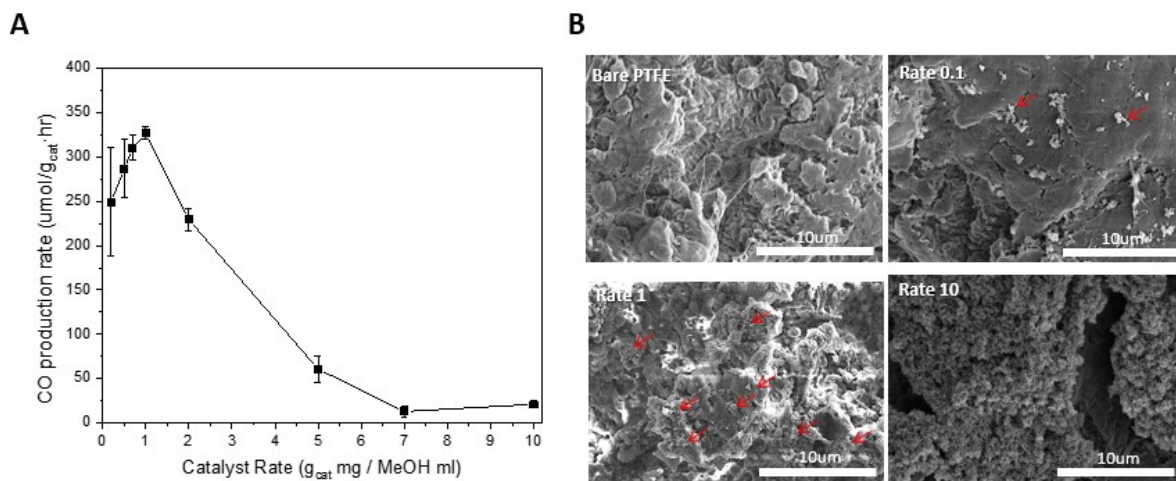 A
B
400
350
300
250
200
150
100
50
0
0 1 2 3 4 5 6 7 8 9 10
CO production rate (umol/gcat·hr)
Catalyst Rate (gcat mg / MeOH ml)
Bare PTFE
10um
Rate 0.1
10um
Rate 1
10um
Rate 10
10um